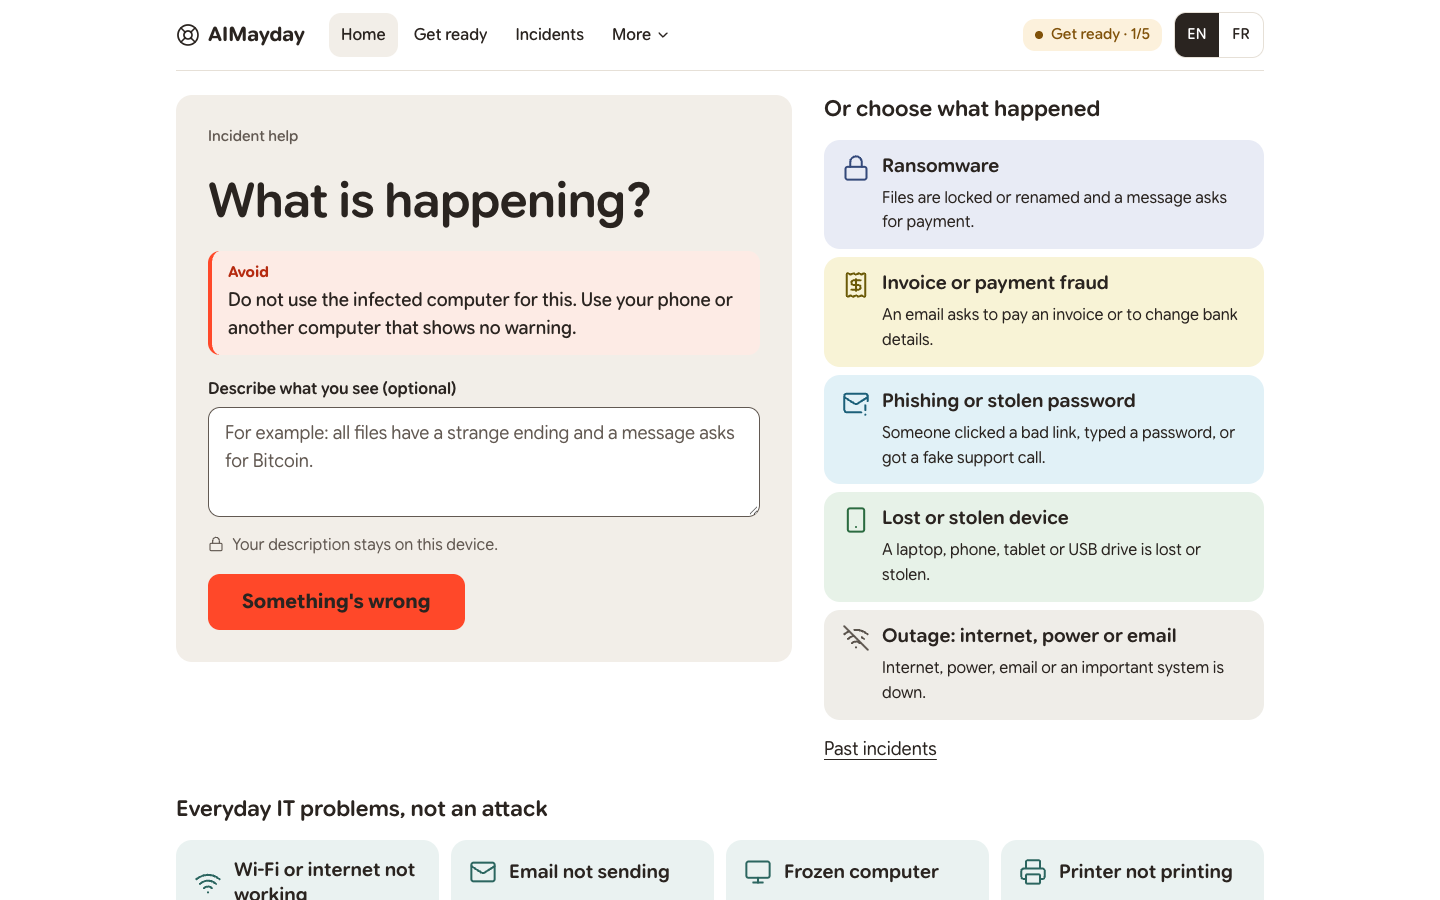 AIMayday
Home
Get ready
Incidents
More
Get ready · 1/5
EN
FR
Incident help
What is happening?
Avoid
Do not use the infected computer for this. Use your phone or
another computer that shows no warning.
Describe what you see (optional)
For example: all files have a strange ending and a message asks
for Bitcoin.
Your description stays on this device.
Something's wrong
Or choose what happened
Ransomware
Files are locked or renamed and a message asks
for payment.
Invoice or payment fraud
An email asks to pay an invoice or to change bank
details.
Phishing or stolen password
Someone clicked a bad link, typed a password, or
got a fake support call.
Lost or stolen device
A laptop, phone, tablet or USB drive is lost or
stolen.
Outage: internet, power or email
Internet, power, email or an important system is
down.
Past incidents
Everyday IT problems, not an attack
Wi-Fi or internet not
working
Email not sending
Frozen computer
Printer not printing